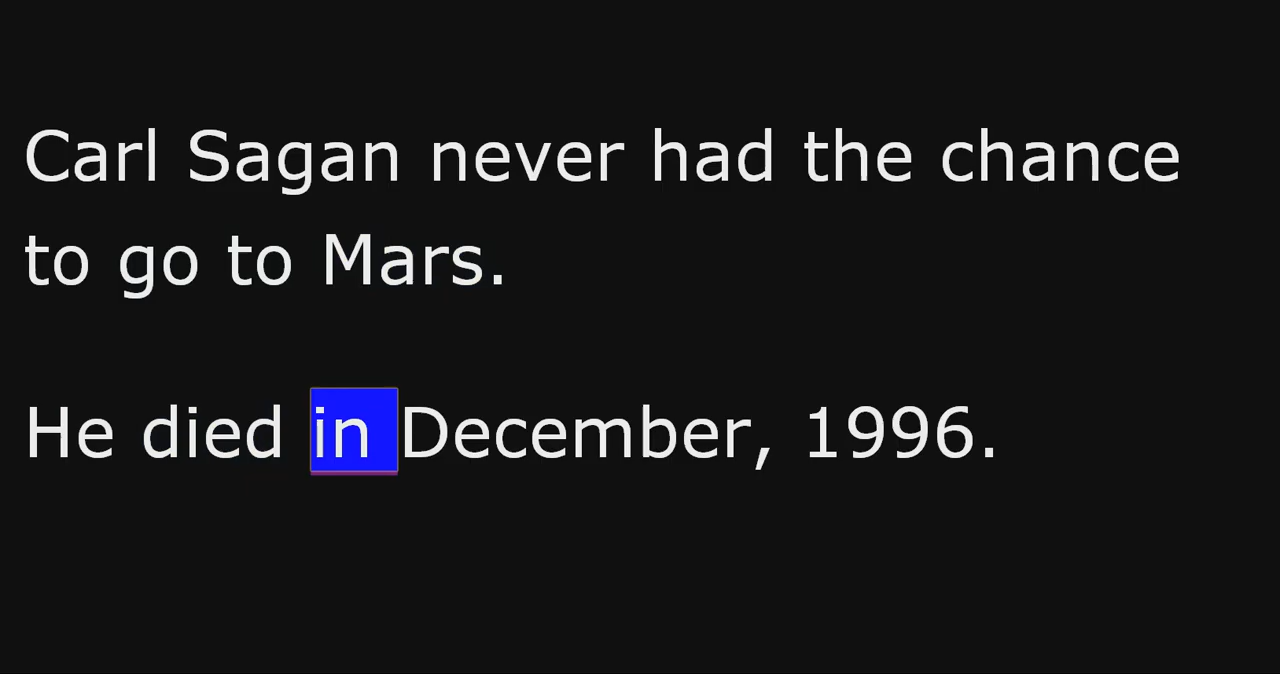 Carl Sagan never had the chance
to go to Mars.
He died in December, 1996.